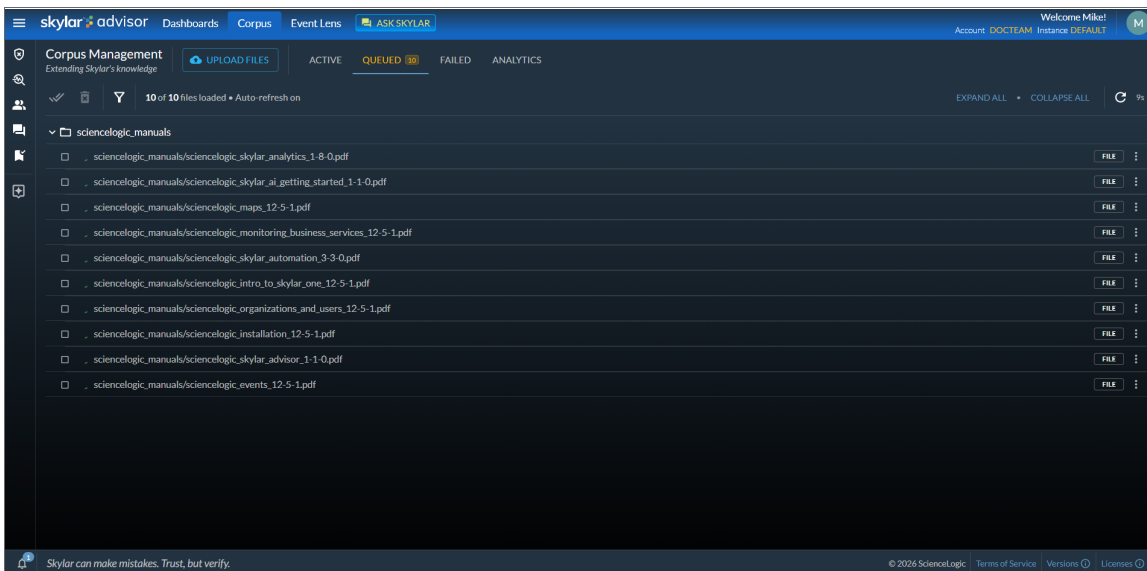 skylar advisor Dashboards Corpus Event Lens ASK SKYLAR Welcome Mike! M
Account DOCTEAM Instance DEFAULT
Corpus Management UPLOAD FILES ACTIVE QUEUED 10 FAILED ANALYTICS
Extending Skylar's knowledge
10 of 10 files loaded • Auto-refresh on EXPAND ALL • COLLAPSE ALL 9s
sciencelogic_manuals
sciencelogic_manuals/sciencelogic_skylar_analytics_1-8-0.pdf FILE
sciencelogic_manuals/sciencelogic_skylar_ai_getting_started_1-1-0.pdf FILE
sciencelogic_manuals/sciencelogic_maps_12-5-1.pdf FILE
sciencelogic_manuals/sciencelogic_monitoring_business_services_12-5-1.pdf FILE
sciencelogic_manuals/sciencelogic_skylar_automation_3-3-0.pdf FILE
sciencelogic_manuals/sciencelogic_intro_to_skylar_one_12-5-1.pdf FILE
sciencelogic_manuals/sciencelogic_organizations_and_users_12-5-1.pdf FILE
sciencelogic_manuals/sciencelogic_installation_12-5-1.pdf FILE
sciencelogic_manuals/sciencelogic_skylar_advisor_1-1-0.pdf FILE
sciencelogic_manuals/sciencelogic_events_12-5-1.pdf FILE
1 Skylar can make mistakes. Trust, but verify. © 2026 ScienceLogic Terms of Service Versions Licenses